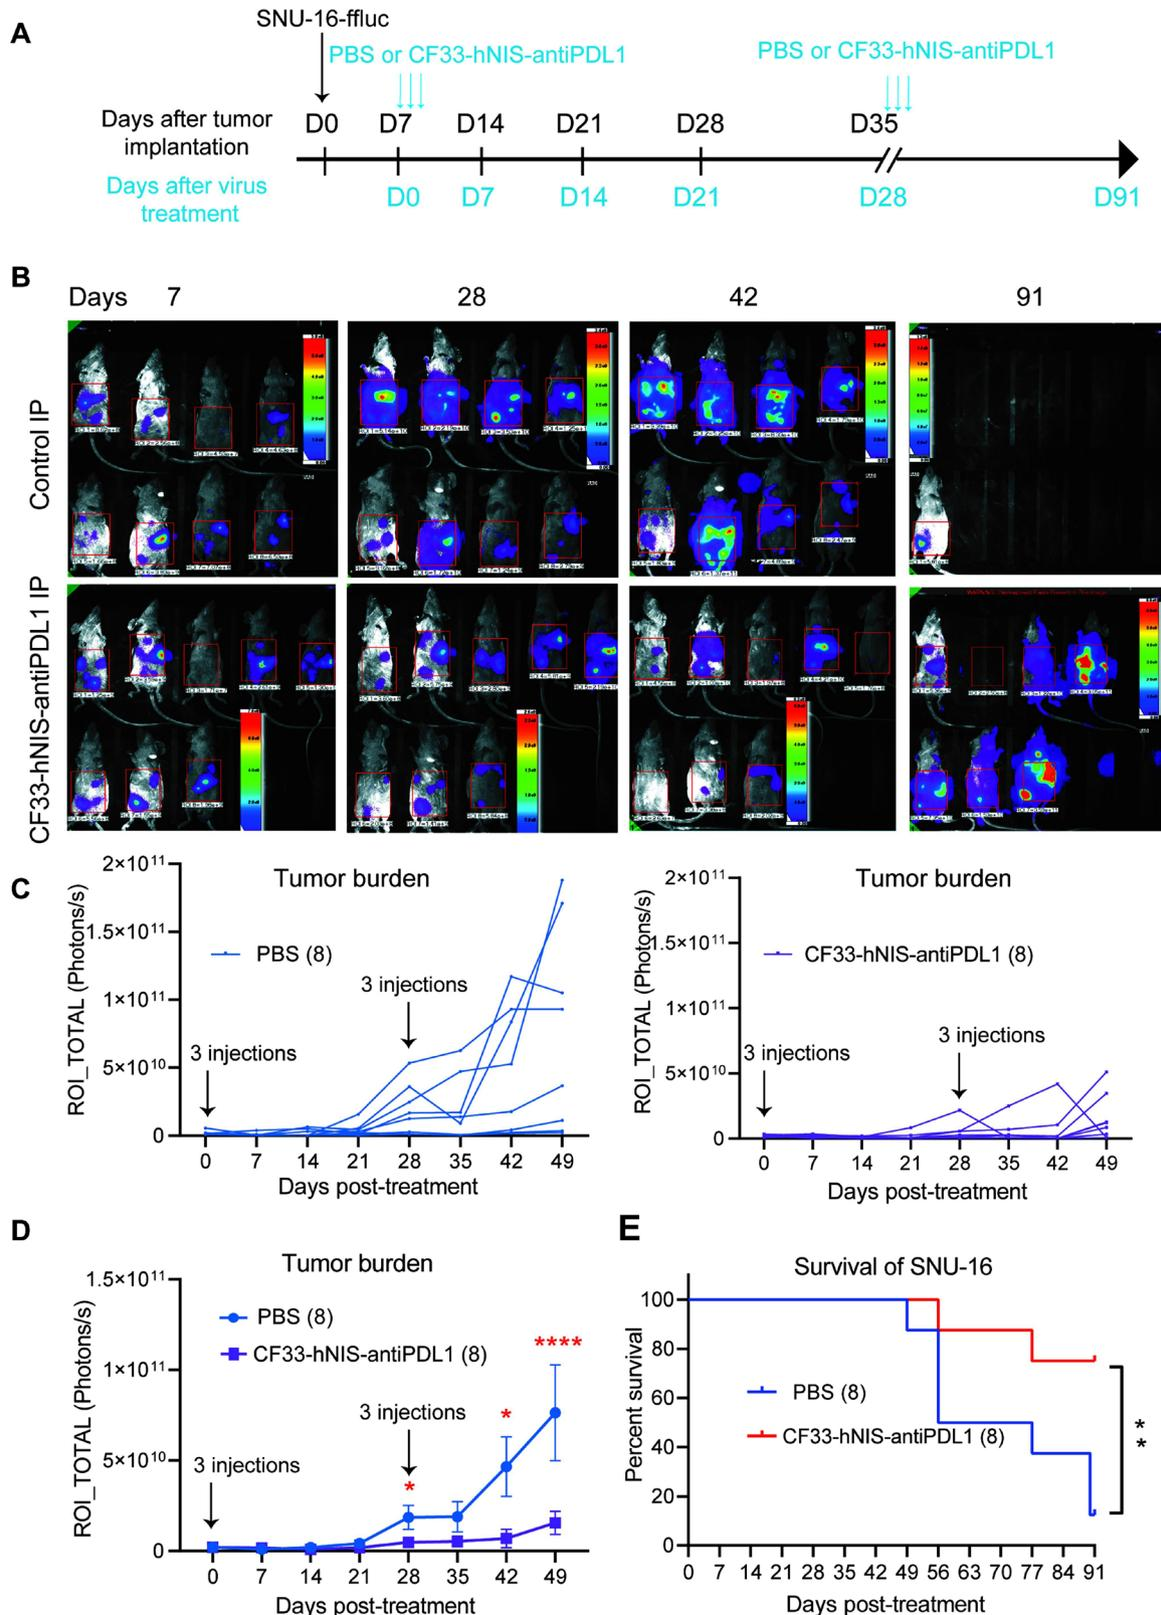 A
SNU-16-ffluc
PBS or CF33-hNIS-antiPDL1
PBS or CF33-hNIS-antiPDL1
Days after tumor
implantation
D0
D7
D14
D21
D28
D35
Days after virus
treatment
D0
D7
D14
D21
D28
D91
B
Days
7
28
42
91
Control IP
CF33-hNIS-antiPDL1 IP
C
Tumor burden
PBS (8)
3 injections
3 injections
ROI_TOTAL (Photons/s)
2×10¹¹
1.5×10¹¹
1×10¹¹
5×10¹⁰
0
0 7 14 21 28 35 42 49
Days post-treatment
Tumor burden
CF33-hNIS-antiPDL1 (8)
3 injections
3 injections
ROI_TOTAL (Photons/s)
2×10¹¹
1.5×10¹¹
1×10¹¹
5×10¹⁰
0
0 7 14 21 28 35 42 49
Days post-treatment
D
Tumor burden
PBS (8)
CF33-hNIS-antiPDL1 (8)
3 injections
3 injections
*
*
****
ROI_TOTAL (Photons/s)
1.5×10¹¹
1×10¹¹
5×10¹⁰
0
0 7 14 21 28 35 42 49
Days post-treatment
E
Survival of SNU-16
PBS (8)
CF33-hNIS-antiPDL1 (8)
**
Percent survival
100
80
60
40
20
0
0 7 14 21 28 35 42 49 56 63 70 77 84 91
Days post-treatment